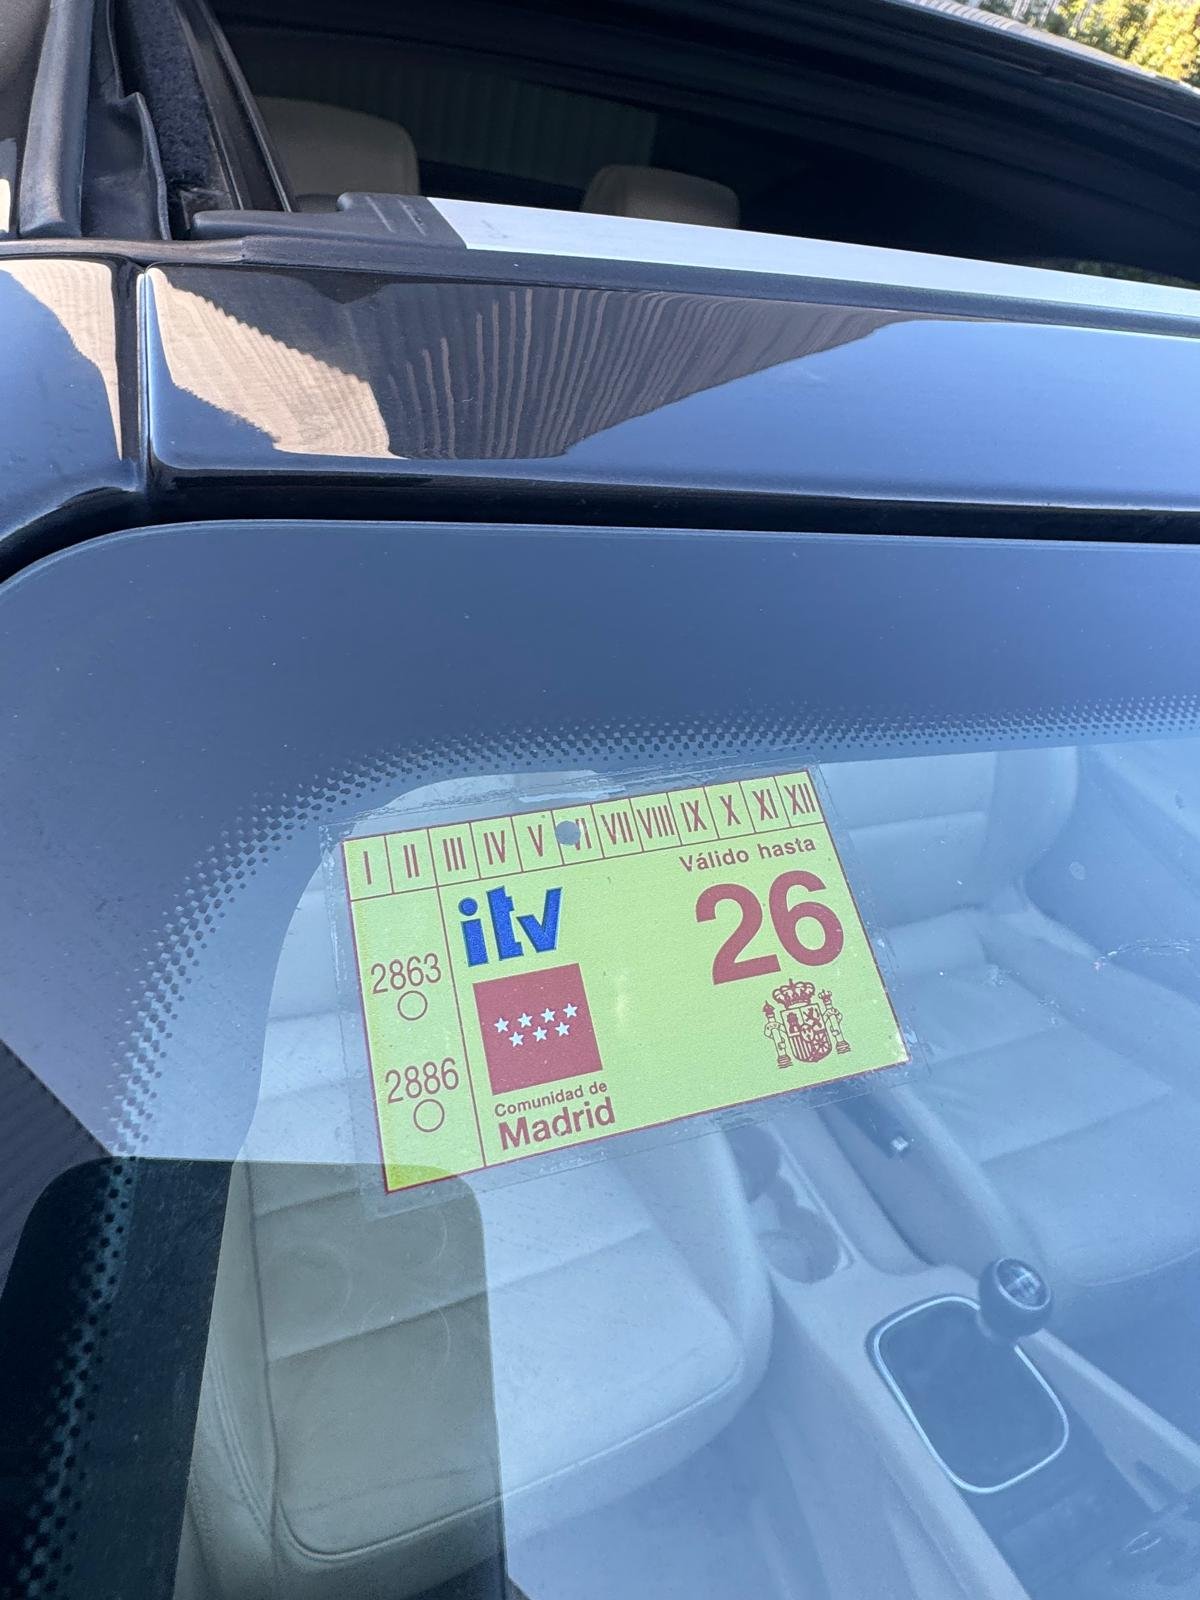 I II III IV V VI VII VIII IX X XI XII
Válido hasta
itv
26
2863
2886
Comunidad de
Madrid